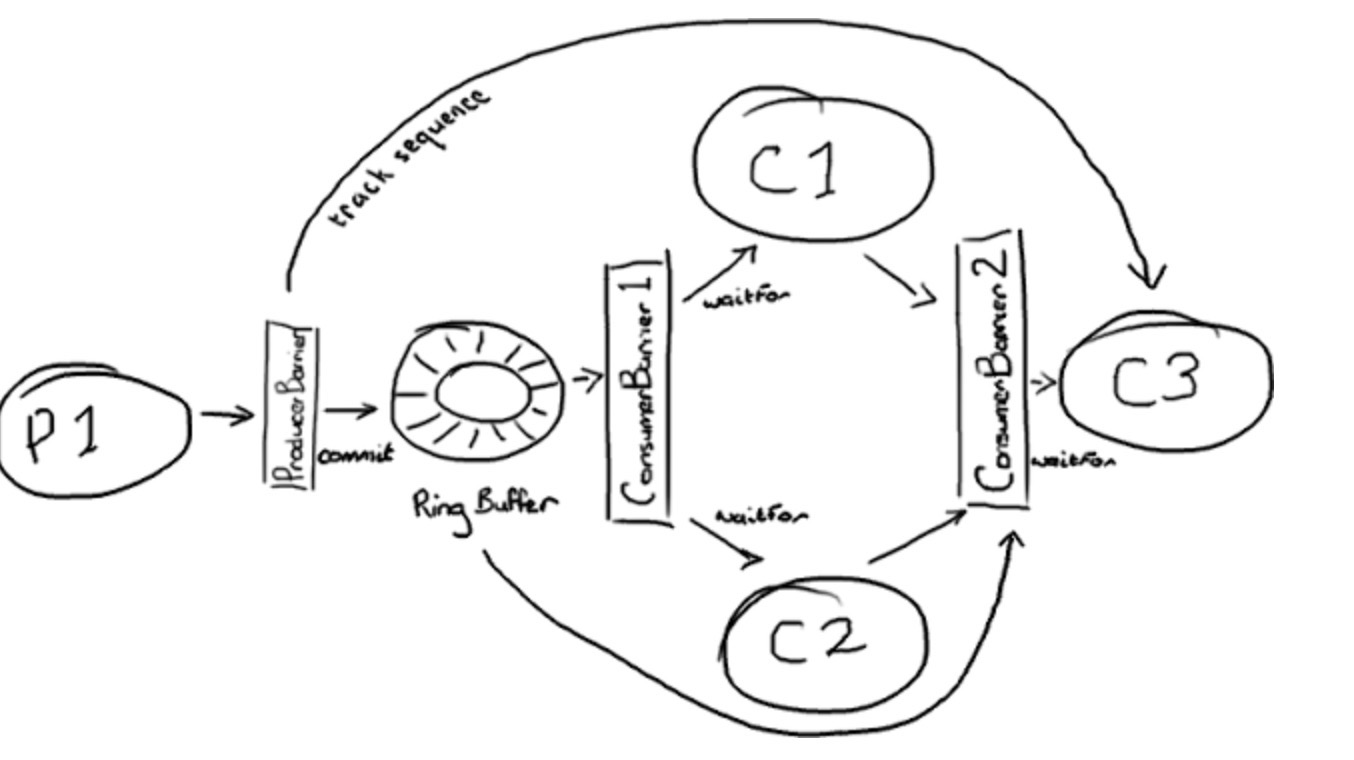 track sequence
C1
waitFor
ConsumerBarrier 1
ConsumerBarrier 2
P1
ProducerBarrier
commit
Ring Buffer
C3
waitFor
waitFor
C2